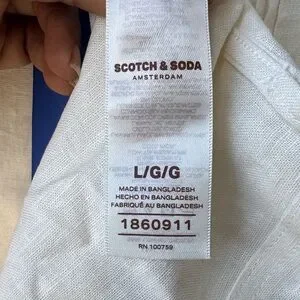 SCOTCH & SODA
AMSTERDAM
L/G/G
MADE IN BANGLADESH
HECHO EN BANGLADESH
FABRIQUÉ AU BANGLADESH
1860911
RN 100759